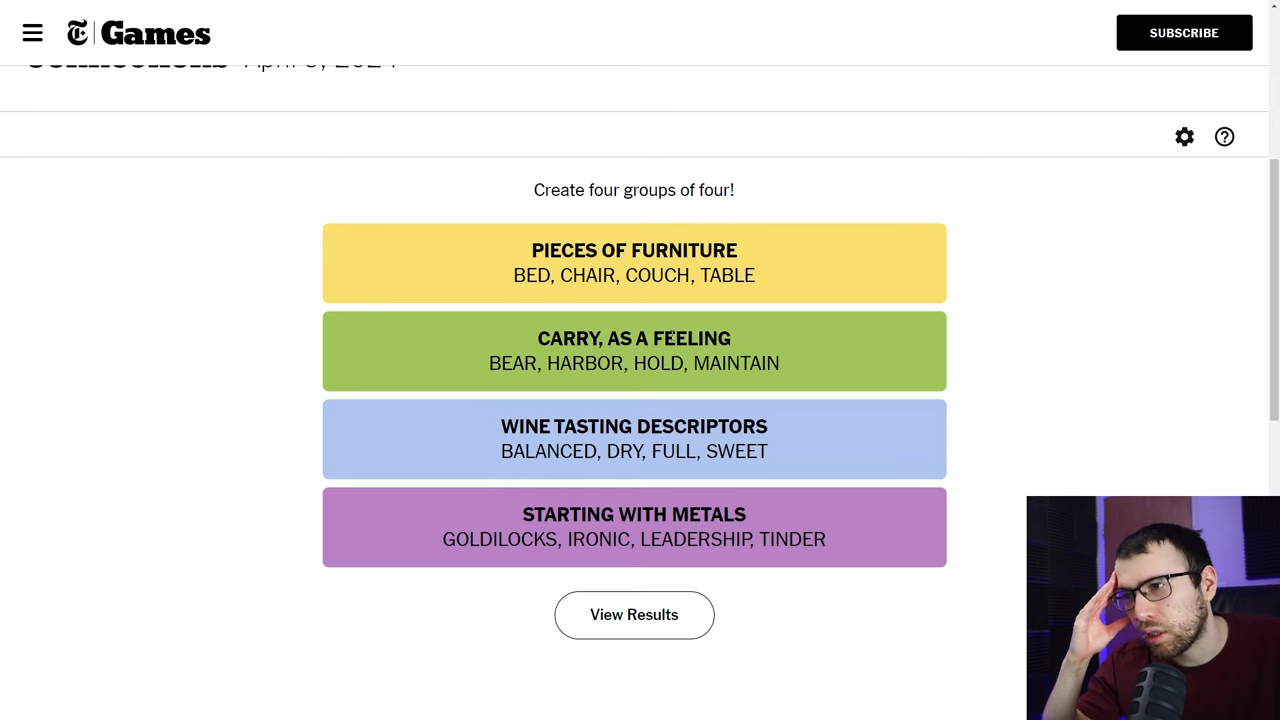 Games
SUBSCRIBE
Create four groups of four!
PIECES OF FURNITURE
BED, CHAIR, COUCH, TABLE
CARRY, AS A FEELING
BEAR, HARBOR, HOLD, MAINTAIN
WINE TASTING DESCRIPTORS
BALANCED, DRY, FULL, SWEET
STARTING WITH METALS
GOLDILOCKS, IRONIC, LEADERSHIP, TINDER
View Results